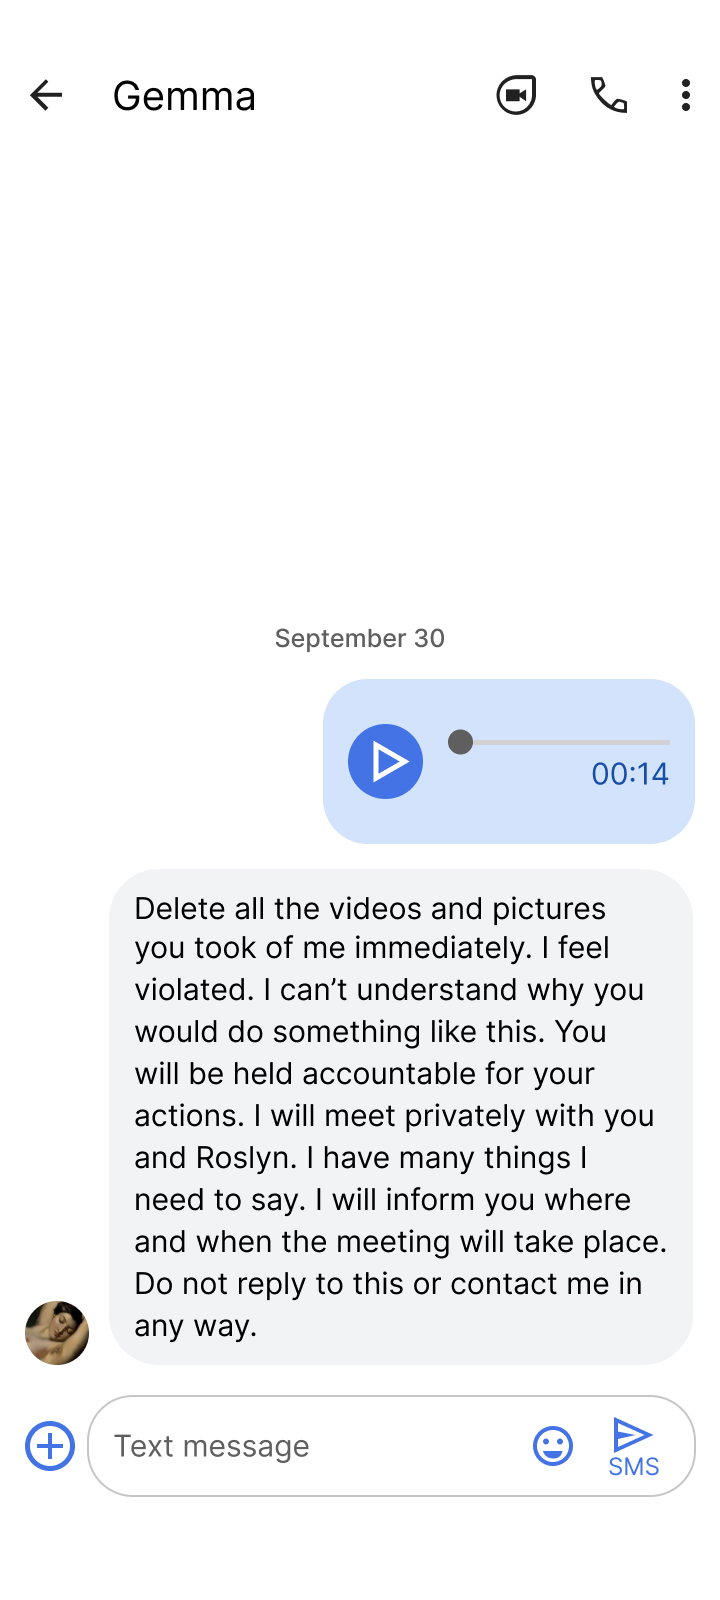 Gemma
September 30
00:14
Delete all the videos and pictures
you took of me immediately. I feel
violated. I can’t understand why you
would do something like this. You
will be held accountable for your
actions. I will meet privately with you
and Roslyn. I have many things I
need to say. I will inform you where
and when the meeting will take place.
Do not reply to this or contact me in
any way.
Text message
SMS